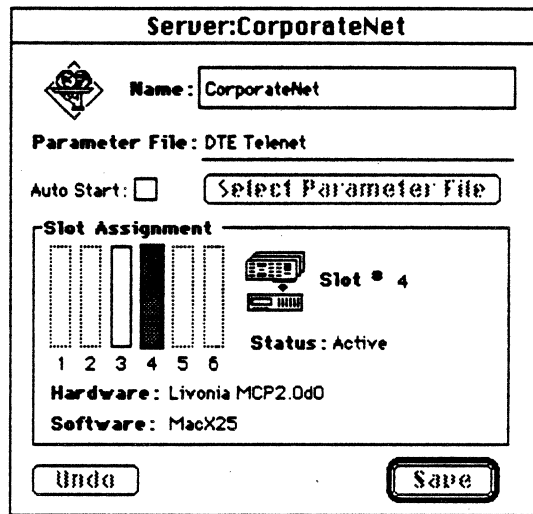 Server:CorporateNet
Name: CorporateNet
Parameter File: DTE Telenet
Auto Start: Select Parameter File
Slot Assignment
Slot # 4
Status: Active
1 2 3 4 5 6
Hardware: Livonia MCP2.0d0
Software: MacX25
Undo Save